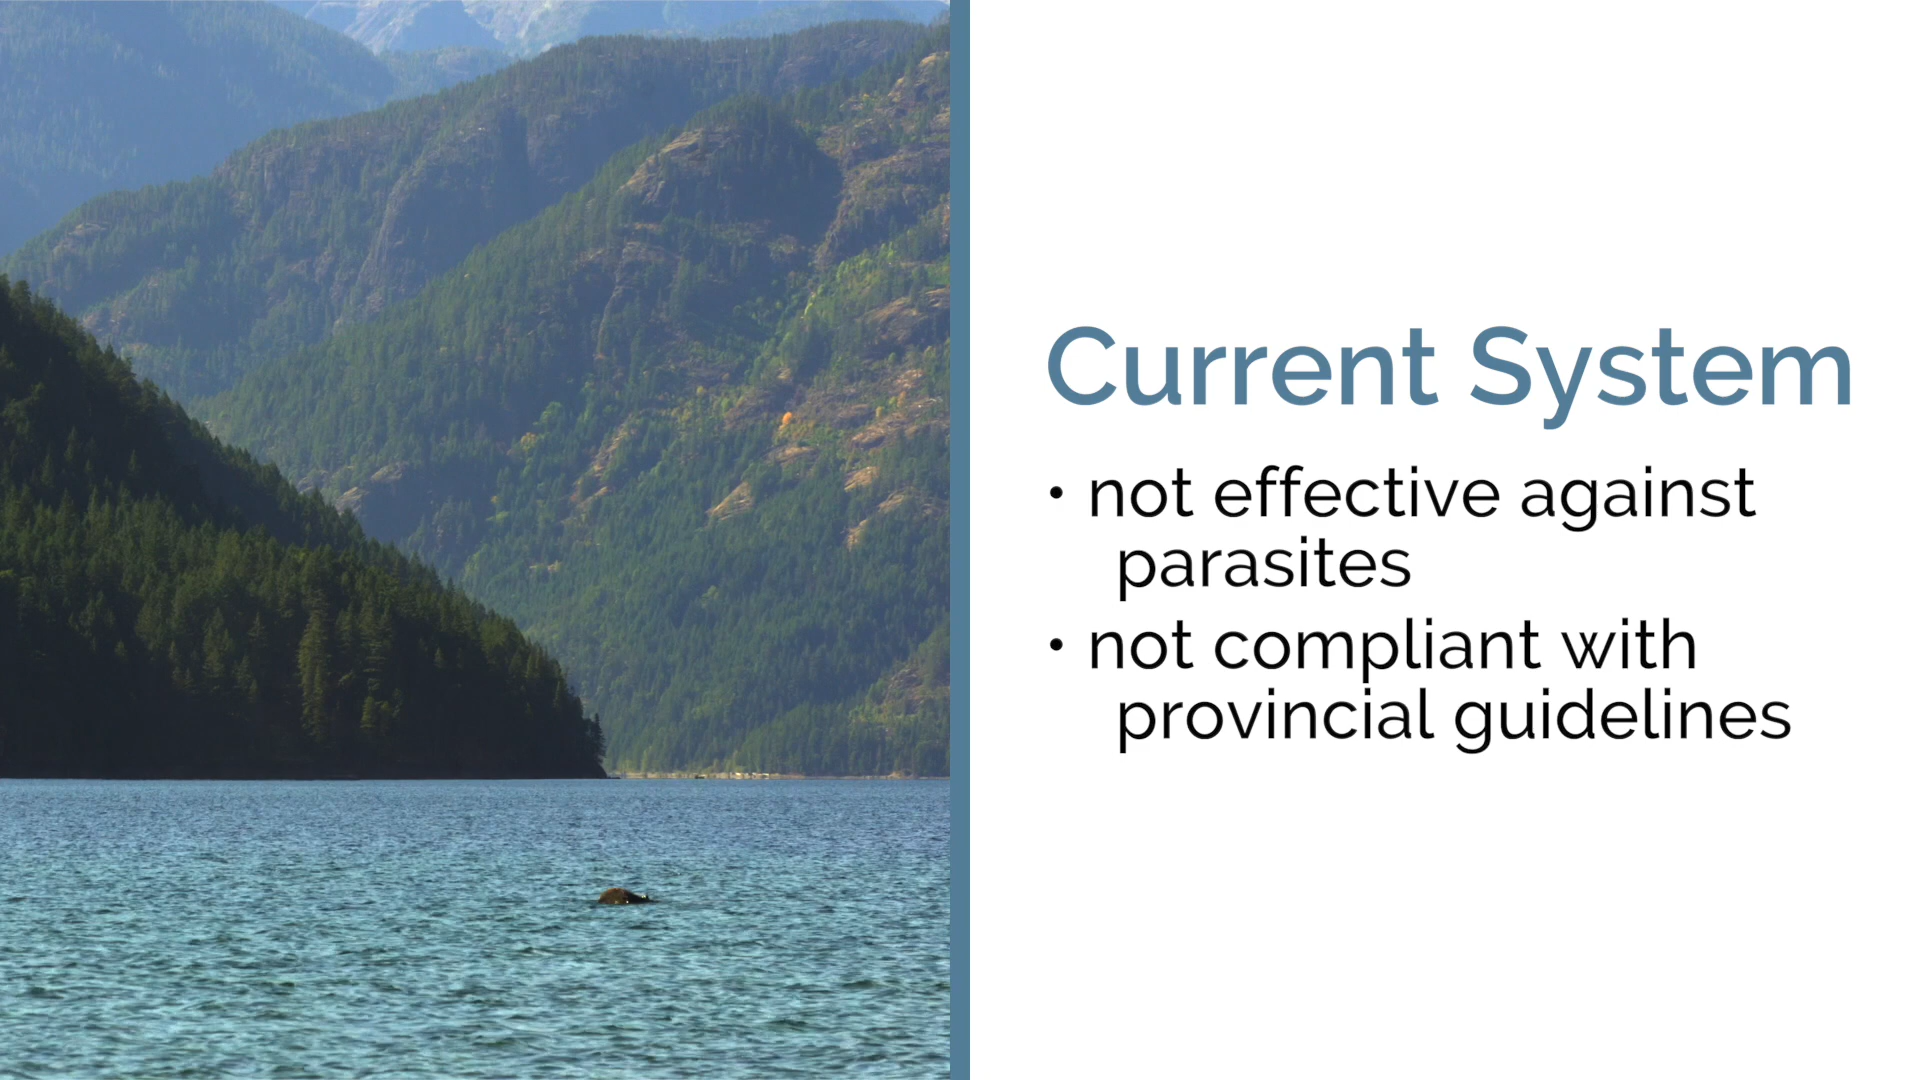 Current System
• not effective against
parasites
• not compliant with
provincial guidelines